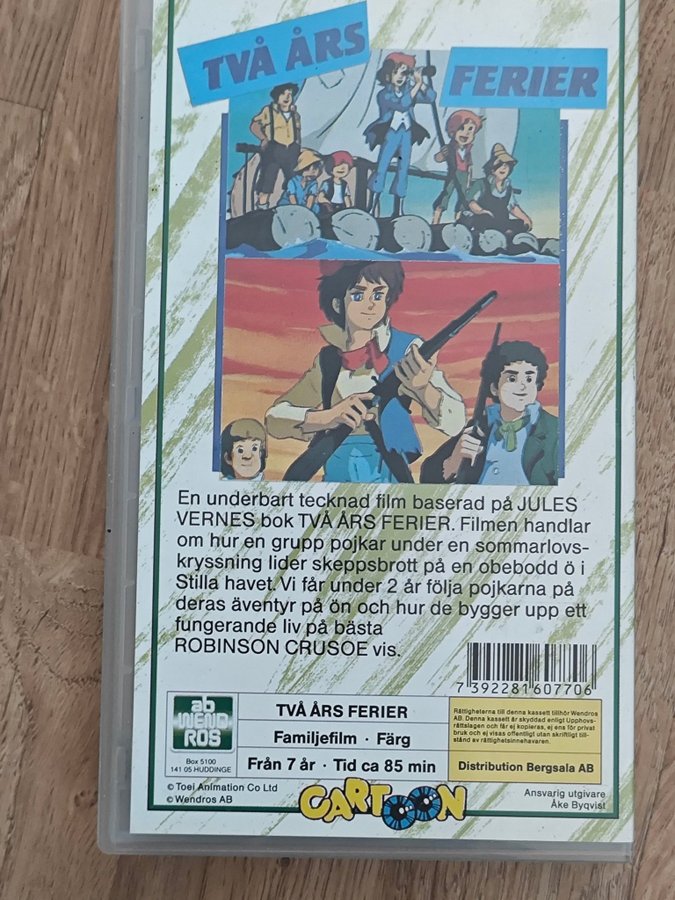 TVÅ ÅRS
FERIER
En underbart tecknad film baserad på JULES
VERNES bok TVÅ ÅRS FERIER. Filmen handlar
om hur en grupp pojkar under en sommarlovs-
kryssning lider skeppsbrott på en obebodd ö i
Stilla havet. Vi får under 2 år följa pojkarna på
deras äventyr på ön och hur de bygger upp ett
fungerande liv på bästa
ROBINSON CRUSOE vis.
7 392281 607706
ab
WEND
ROS
Box 5100
141 05 HUDDINGE
TVÅ ÅRS FERIER
Familjefilm · Färg
Från 7 år · Tid ca 85 min
Rättigheterna till denna kassett tillhör Wendros
AB. Denna kassett är skyddad enligt Upphovs-
rättslagen och får ej kopieras, ej ens för privat
bruk och ej visas offentligt utan skriftligt till-
stånd av rättighetsinnehavaren.
Distribution Bergsala AB
© Toei Animation Co Ltd
© Wendros AB
CARTOON
Ansvarig utgivare
Åke Byqvist